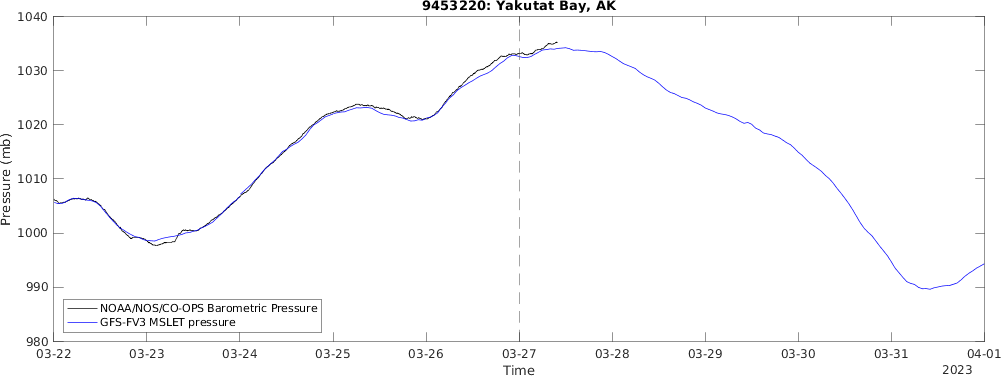 9453220: Yakutat Bay, AK
Pressure (mb)
1040
1030
1020
1010
1000
990
980
NOAA/NOS/CO-OPS Barometric Pressure
GFS-FV3 MSLET pressure
03-22 03-23 03-24 03-25 03-26 03-27 03-28 03-29 03-30 03-31 04-01
Time
2023